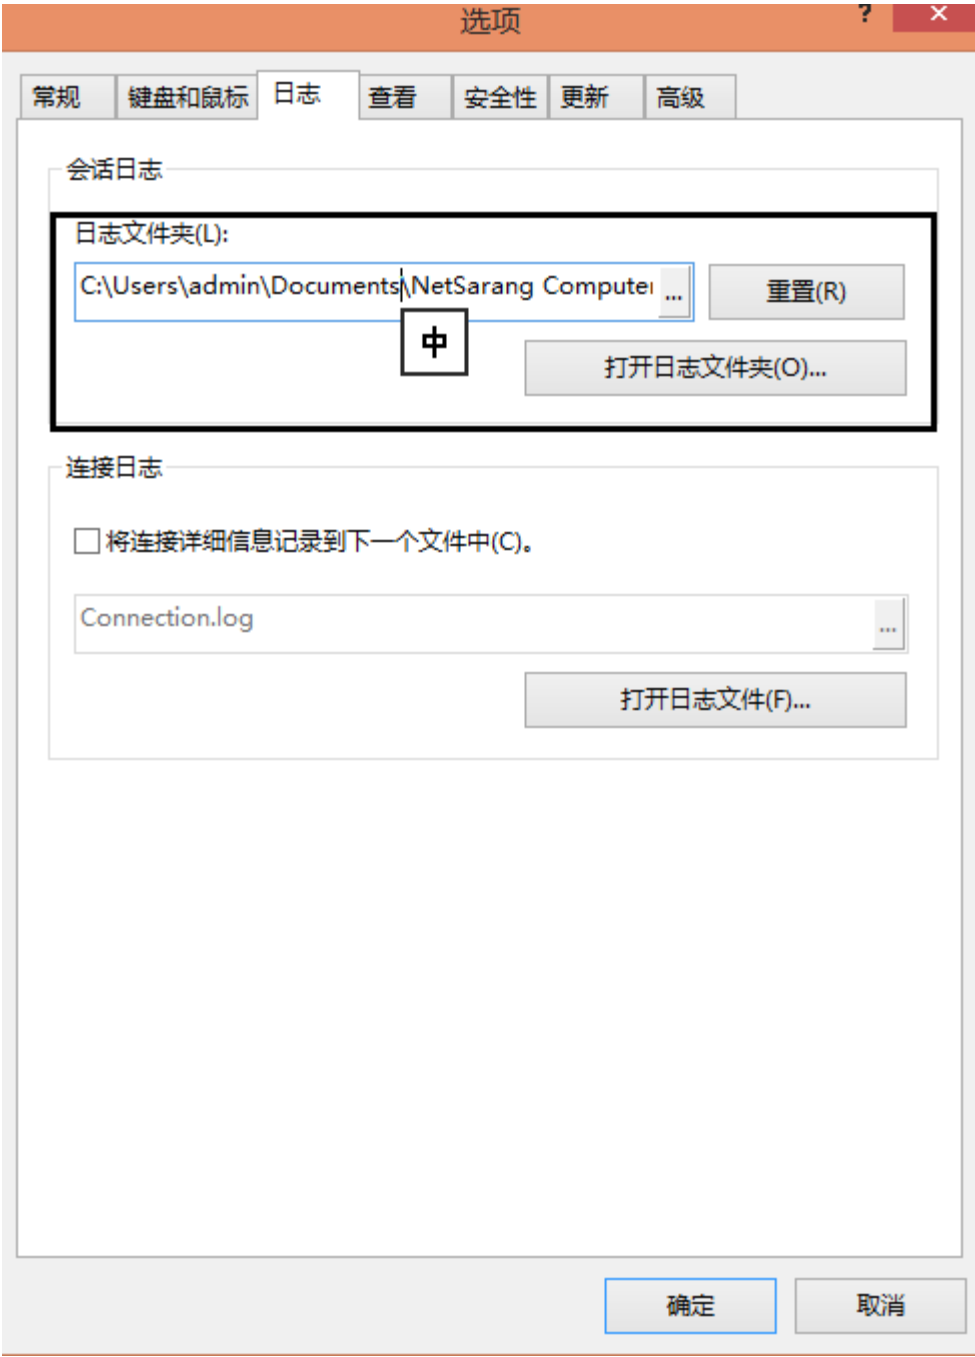 选项
?
×
常规 键盘和鼠标 日志 查看 安全性 更新 高级
会话日志
日志文件夹(L):
C:\Users\admin\Documents\NetSarang Computer ...
重置(R)
中
打开日志文件夹(O)...
连接日志
将连接详细信息记录到下一个文件中(C)。
Connection.log ...
打开日志文件(F)...
确定 取消